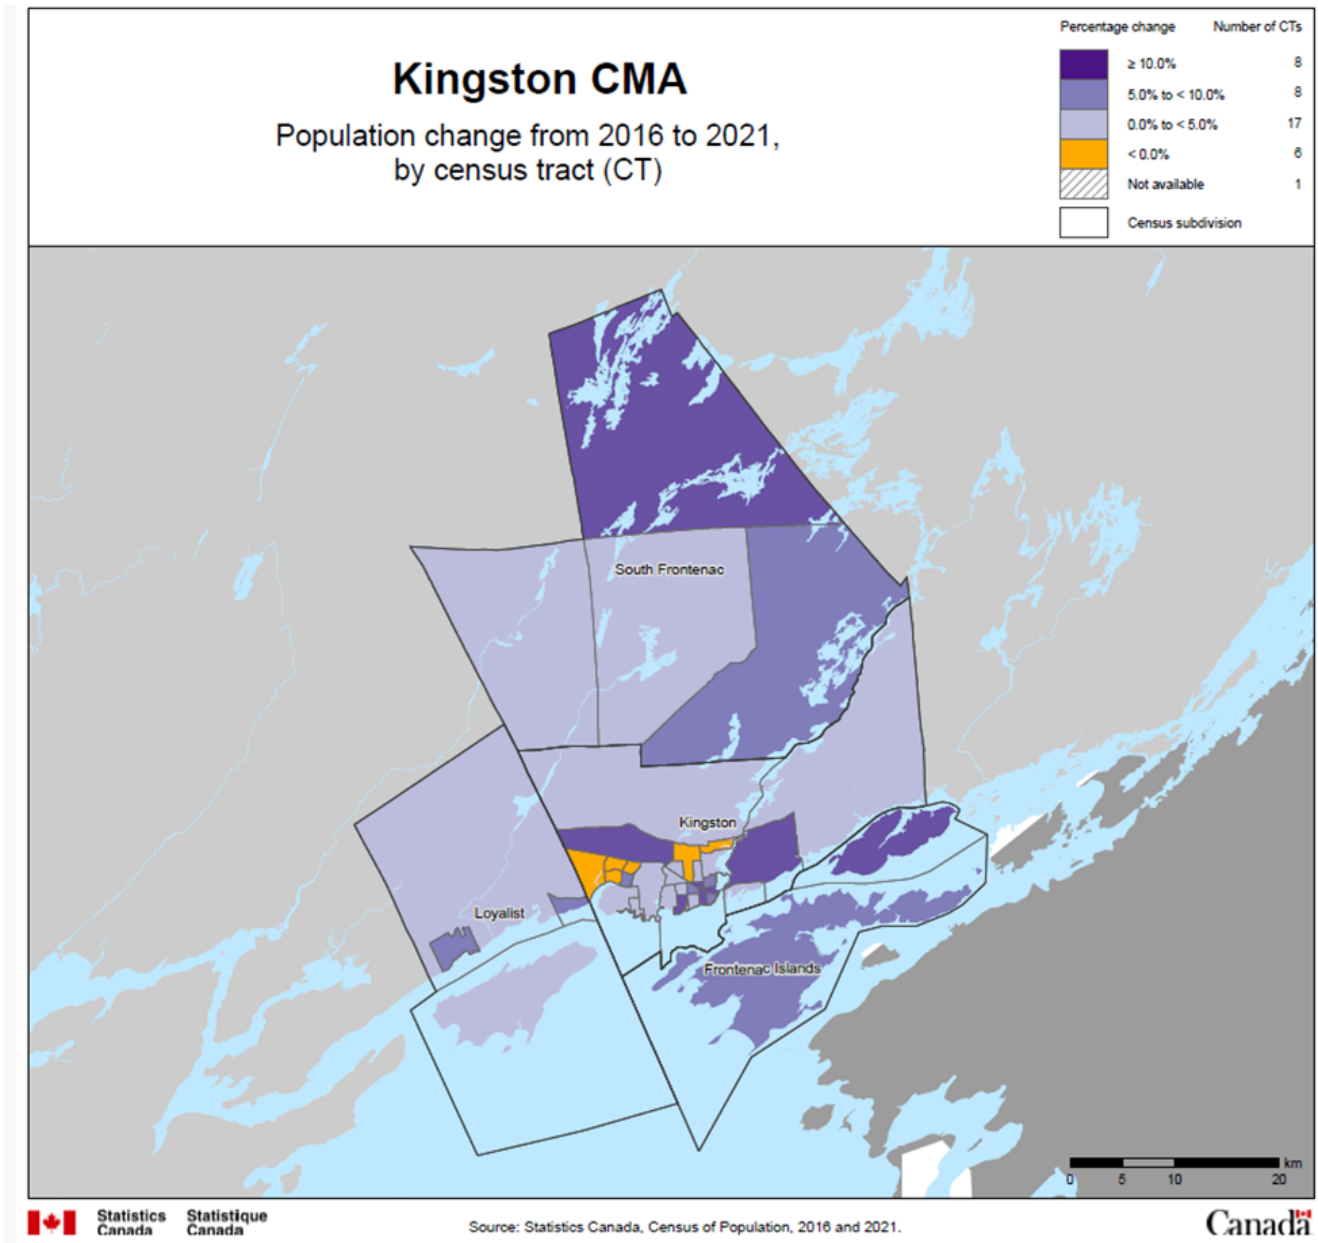 Kingston CMA
Population change from 2016 to 2021,
by census tract (CT)
Percentage change Number of CTs
≥ 10.0% 8
5.0% to < 10.0% 8
0.0% to < 5.0% 17
< 0.0% 6
Not available 1
Census subdivision
South Frontenac
Kingston
Loyalist
Frontenac Islands
km
0 5 10 20
Statistics Statistique
Canada Canada
Source: Statistics Canada, Census of Population, 2016 and 2021.
Canada